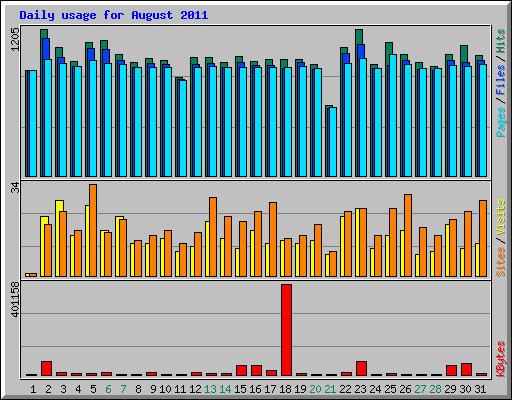 Daily usage for August 2011
1205
Pages / Files / Hits
34
Sites / Visits
401158
KBytes
1 2 3 4 5 6 7 8 9 10 11 12 13 14 15 16 17 18 19 20 21 22 23 24 25 26 27 28 29 30 31